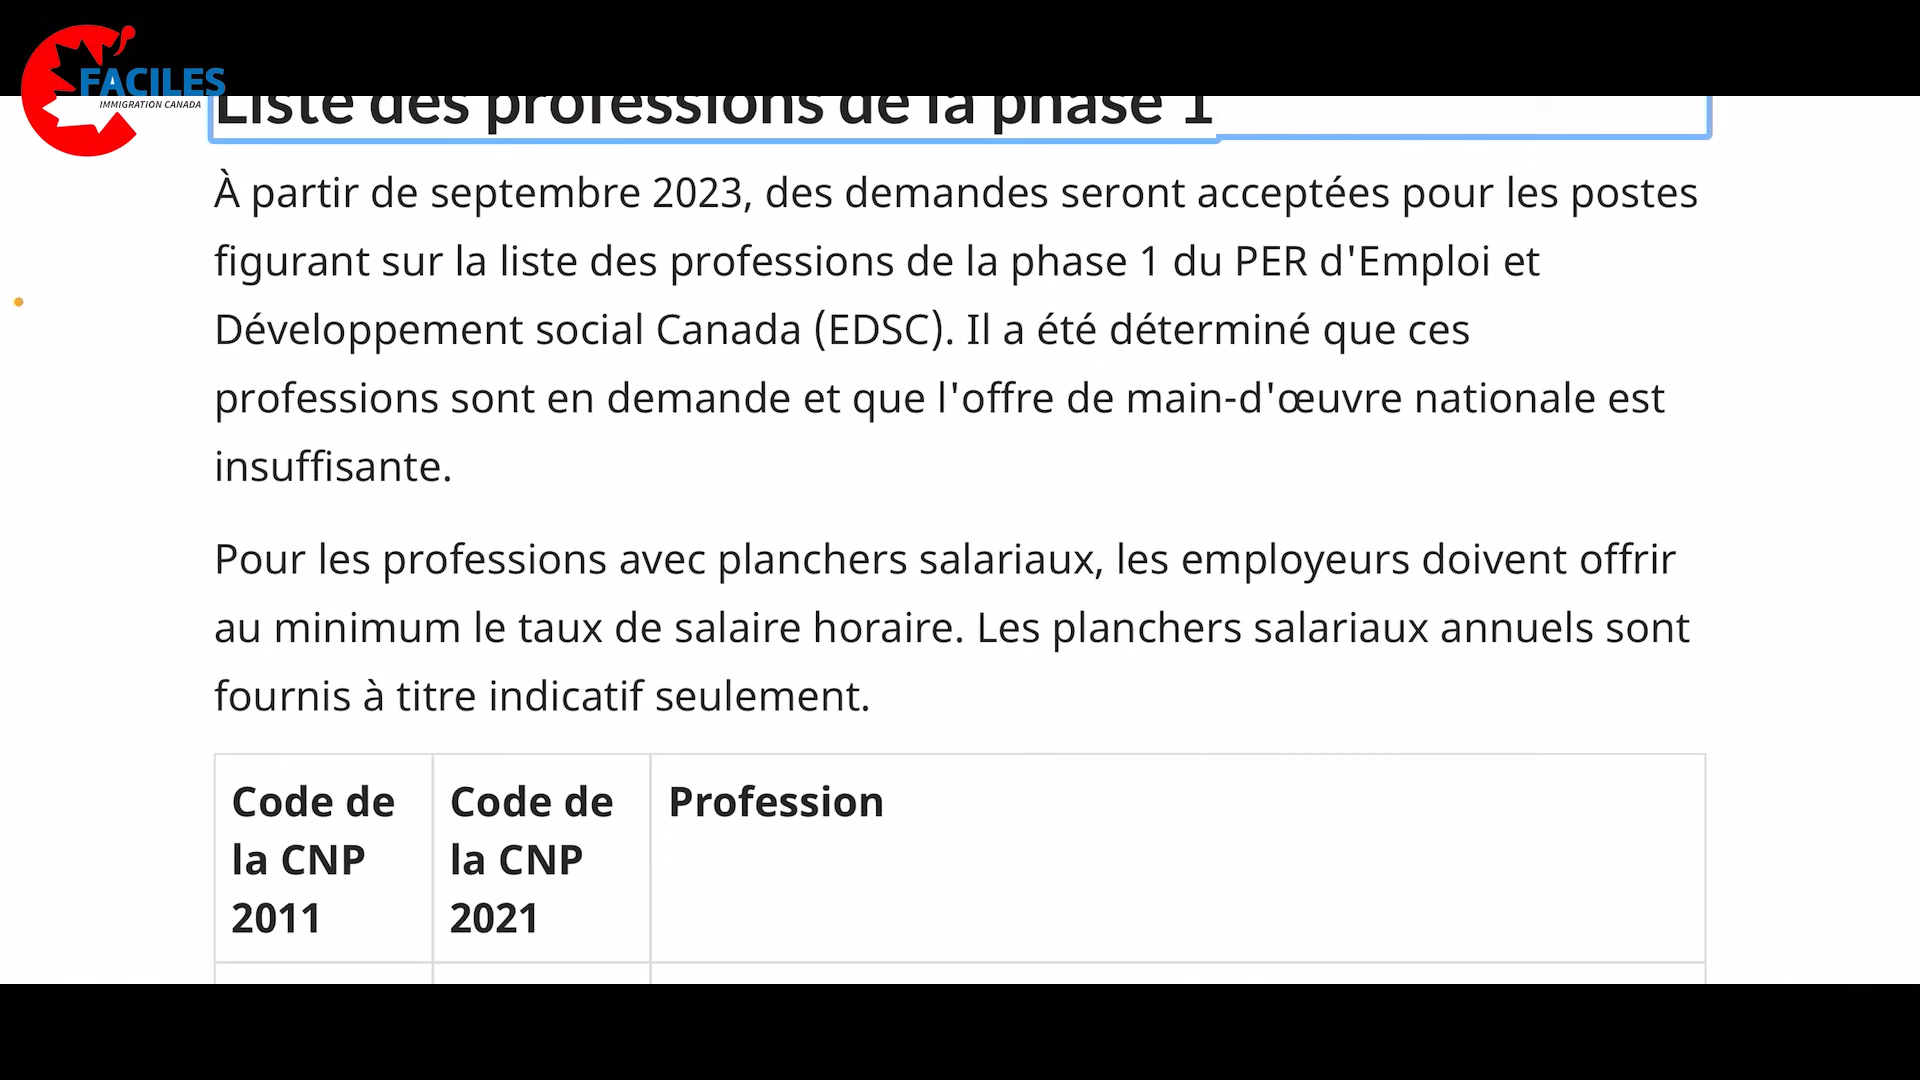 FACILES
IMMIGRATION CANADA
Liste des professions de la phase 1
À partir de septembre 2023, des demandes seront acceptées pour les postes
figurant sur la liste des professions de la phase 1 du PER d'Emploi et
Développement social Canada (EDSC). Il a été déterminé que ces
professions sont en demande et que l'offre de main-d'œuvre nationale est
insuffisante.
Pour les professions avec planchers salariaux, les employeurs doivent offrir
au minimum le taux de salaire horaire. Les planchers salariaux annuels sont
fournis à titre indicatif seulement.
Code de
la CNP
2011
Code de
la CNP
2021
Profession